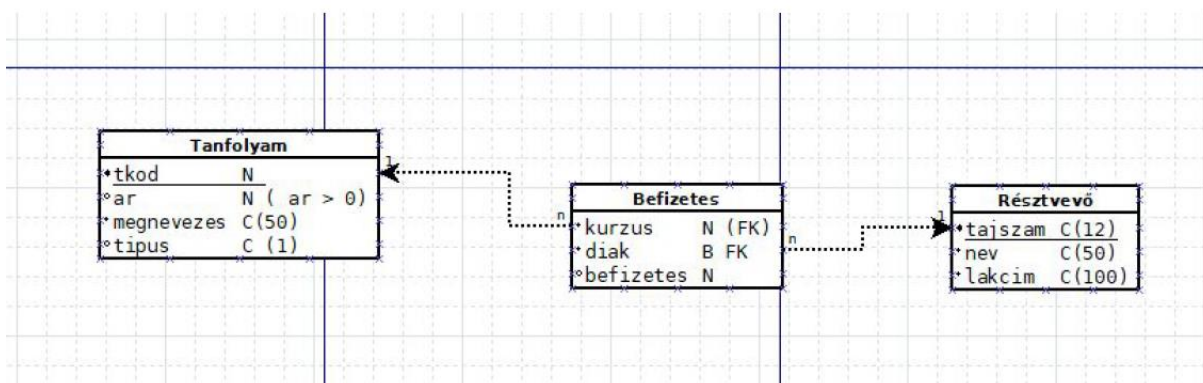 Tanfolyam
tkod N
ar N ( ar > 0)
megnevezes C(50)
tipus C (1)
1
n
Befizetes
kurzus N (FK)
diak B FK
befizetes N
n
1
Résztvevő
tajszam C(12)
nev C(50)
lakcim C(100)